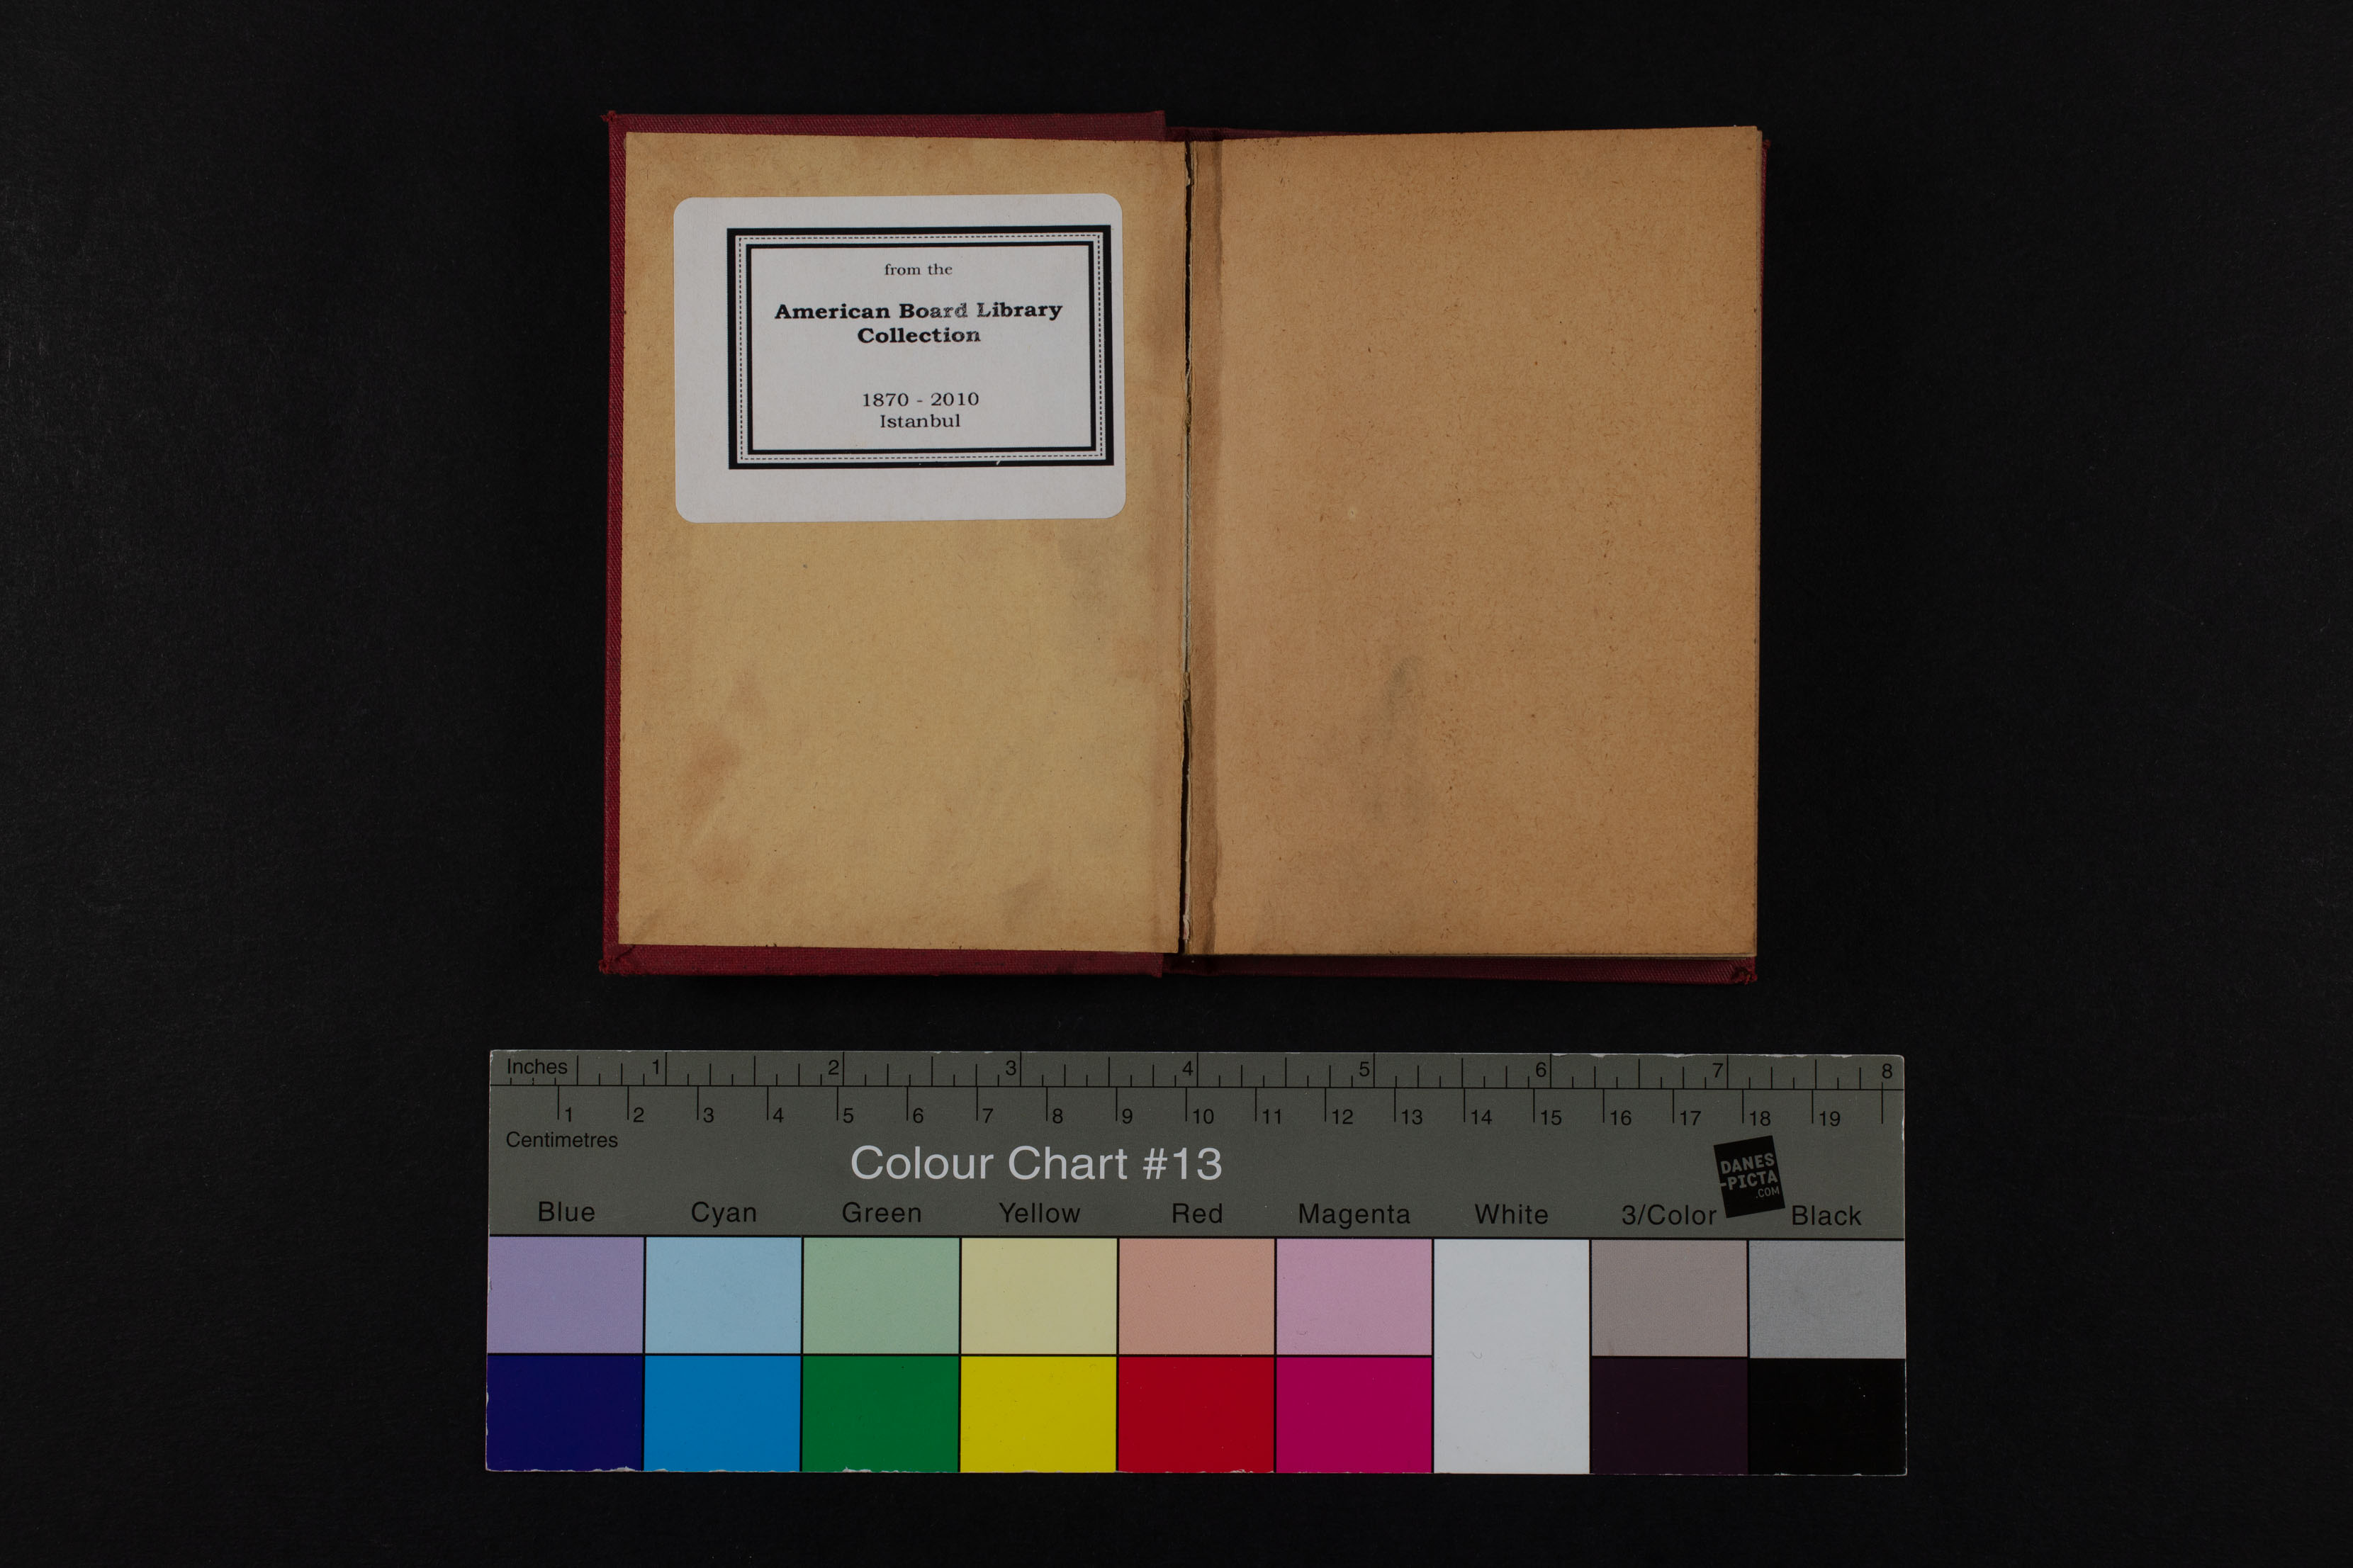 from the
American Board Library
Collection
1870 - 2010
Istanbul
Inches 1 2 3 4 5 6 7 8
1 2 3 4 5 6 7 8 9 10 11 12 13 14 15 16 17 18 19
Centimetres
Colour Chart #13
DANES
-PICTA
.COM
Blue Cyan Green Yellow Red Magenta White 3/Color Black